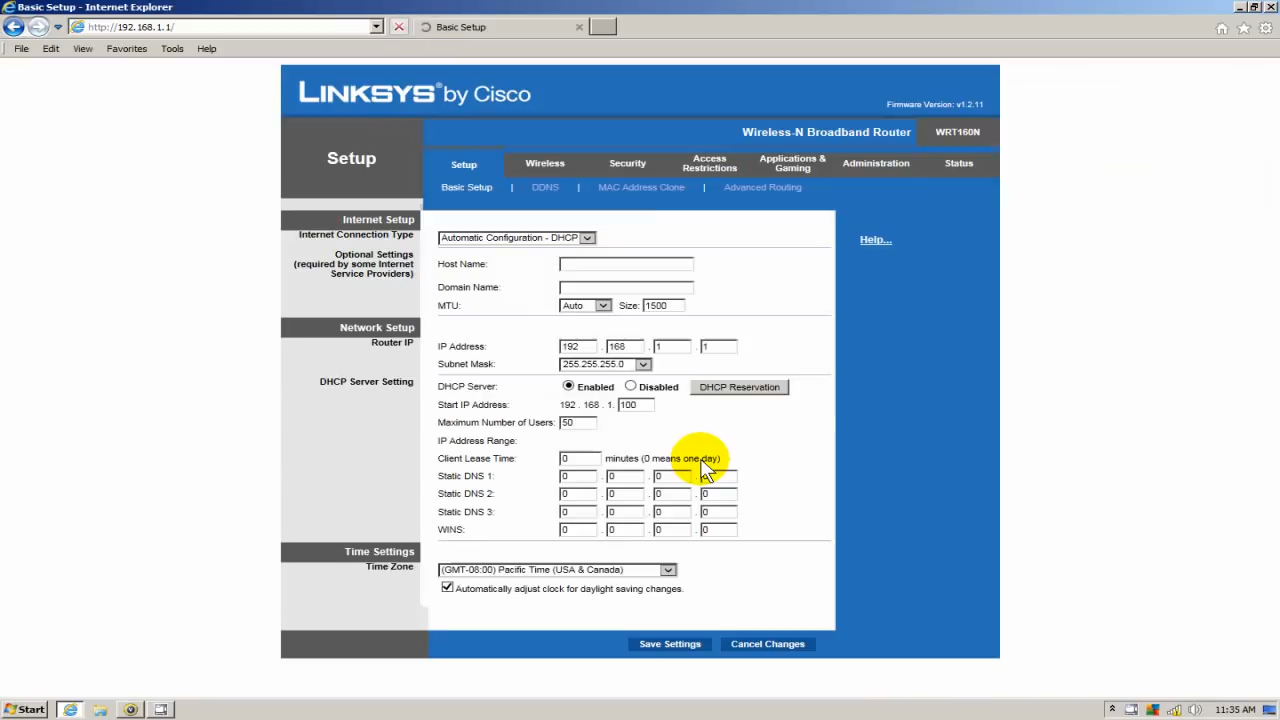 Basic Setup - Internet Explorer
http://192.168.1.1/
Basic Setup
File Edit View Favorites Tools Help
LINKSYS® by Cisco
Firmware Version: v1.2.11
Wireless-N Broadband Router WRT160N
Setup
Setup Wireless Security Access Restrictions Applications & Gaming Administration Status
Basic Setup | DDNS | MAC Address Clone | Advanced Routing
Internet Setup
Internet Connection Type
Automatic Configuration - DHCP
Help...
Optional Settings
(required by some Internet
Service Providers)
Host Name:
Domain Name:
MTU: Auto Size: 1500
Network Setup
Router IP
IP Address: 192 . 168 . 1 . 1
Subnet Mask: 255.255.255.0
DHCP Server Setting
DHCP Server: Enabled Disabled DHCP Reservation
Start IP Address: 192 . 168 . 1. 100
Maximum Number of Users: 50
IP Address Range:
Client Lease Time: 0 minutes (0 means one day)
Static DNS 1: 0 . 0 . 0 . 0
Static DNS 2: 0 . 0 . 0 . 0
Static DNS 3: 0 . 0 . 0 . 0
WINS: 0 . 0 . 0 . 0
Time Settings
Time Zone
(GMT-08:00) Pacific Time (USA & Canada)
Automatically adjust clock for daylight saving changes.
Save Settings Cancel Changes
Start
11:35 AM